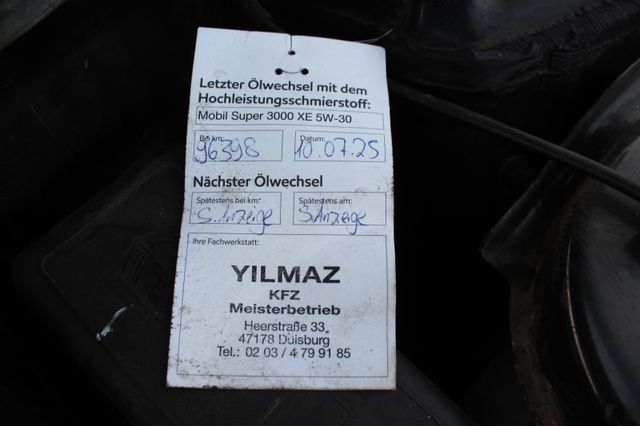 Letzter Ölwechsel mit dem
Hochleistungsschmierstoff:
Mobil Super 3000 XE 5W-30
Bei km: Datum:
96398 10.07.25
Nächster Ölwechsel
Spätestens bei km: Spätestens am:
S. Anzeige S. Anzeige
Ihre Fachwerkstatt:
YILMAZ
KFZ
Meisterbetrieb
Heerstraße 33
47178 Duisburg
Tel.: 02 03 / 4 79 91 85